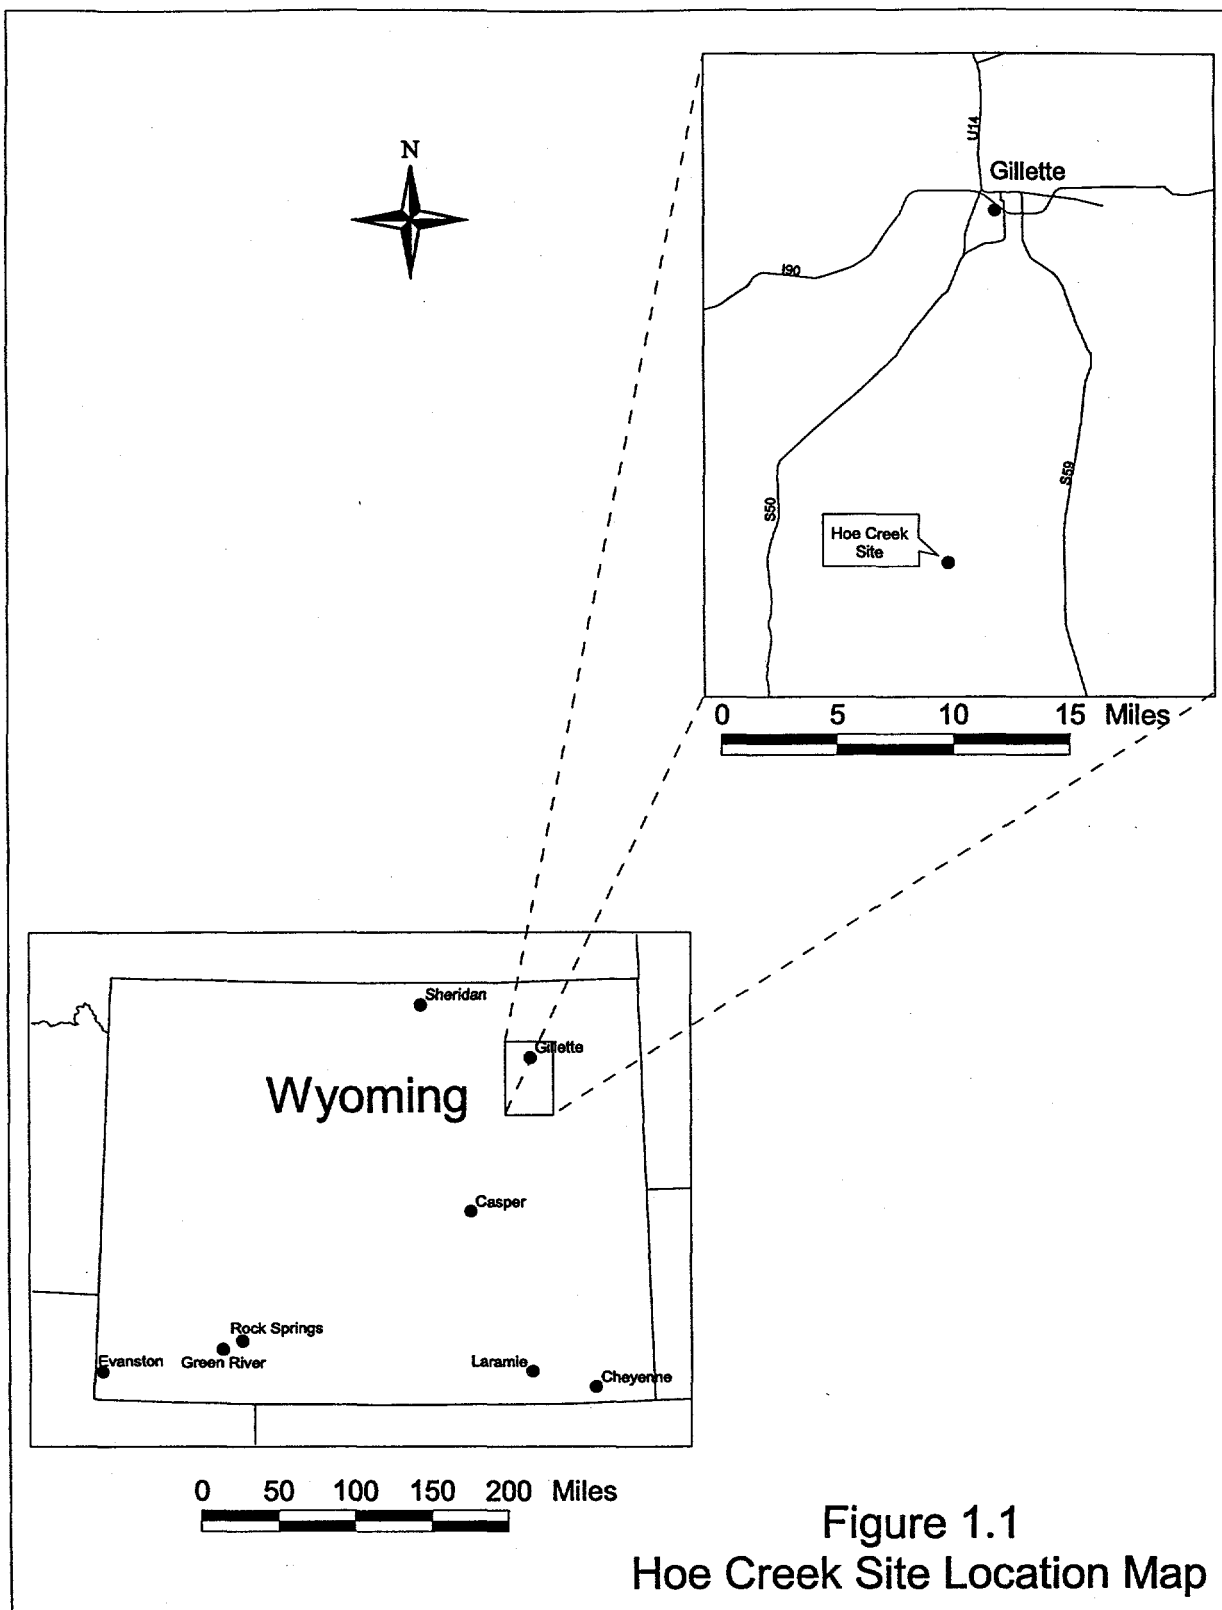 N
U14
Gillette
I90
S50
S59
Hoe Creek
Site
0 5 10 15 Miles
Sheridan
Gillette
Wyoming
Casper
Rock Springs
Green River
Evanston
Laramie
Cheyenne
0 50 100 150 200 Miles
Figure 1.1
Hoe Creek Site Location Map